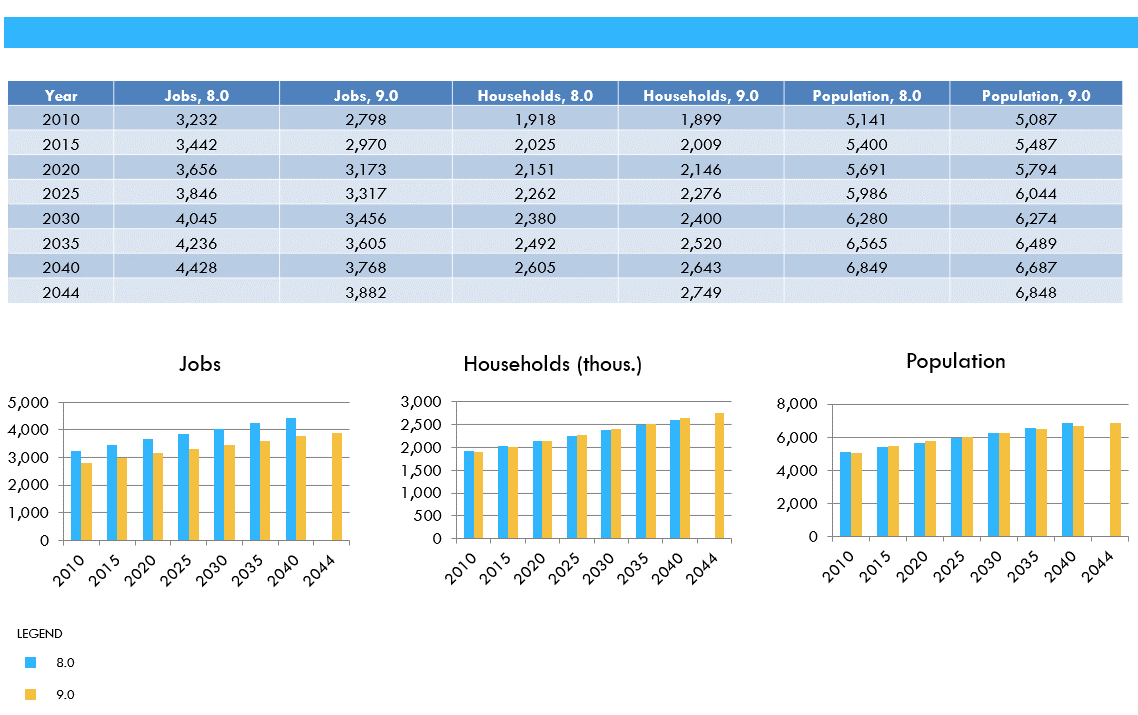 Year Jobs, 8.0 Jobs, 9.0 Households, 8.0 Households, 9.0 Population, 8.0 Population, 9.0
2010 3,232 2,798 1,918 1,899 5,141 5,087
2015 3,442 2,970 2,025 2,009 5,400 5,487
2020 3,656 3,173 2,151 2,146 5,691 5,794
2025 3,846 3,317 2,262 2,276 5,986 6,044
2030 4,045 3,456 2,380 2,400 6,280 6,274
2035 4,236 3,605 2,492 2,520 6,565 6,489
2040 4,428 3,768 2,605 2,643 6,849 6,687
2044 3,882 2,749 6,848
Jobs
5,000
4,000
3,000
2,000
1,000
0
2010 2015 2020 2025 2030 2035 2040 2044
Households (thous.)
3,000
2,500
2,000
1,500
1,000
500
0
2010 2015 2020 2025 2030 2035 2040 2044
Population
8,000
6,000
4,000
2,000
0
2010 2015 2020 2025 2030 2035 2040 2044
LEGEND
8.0
9.0